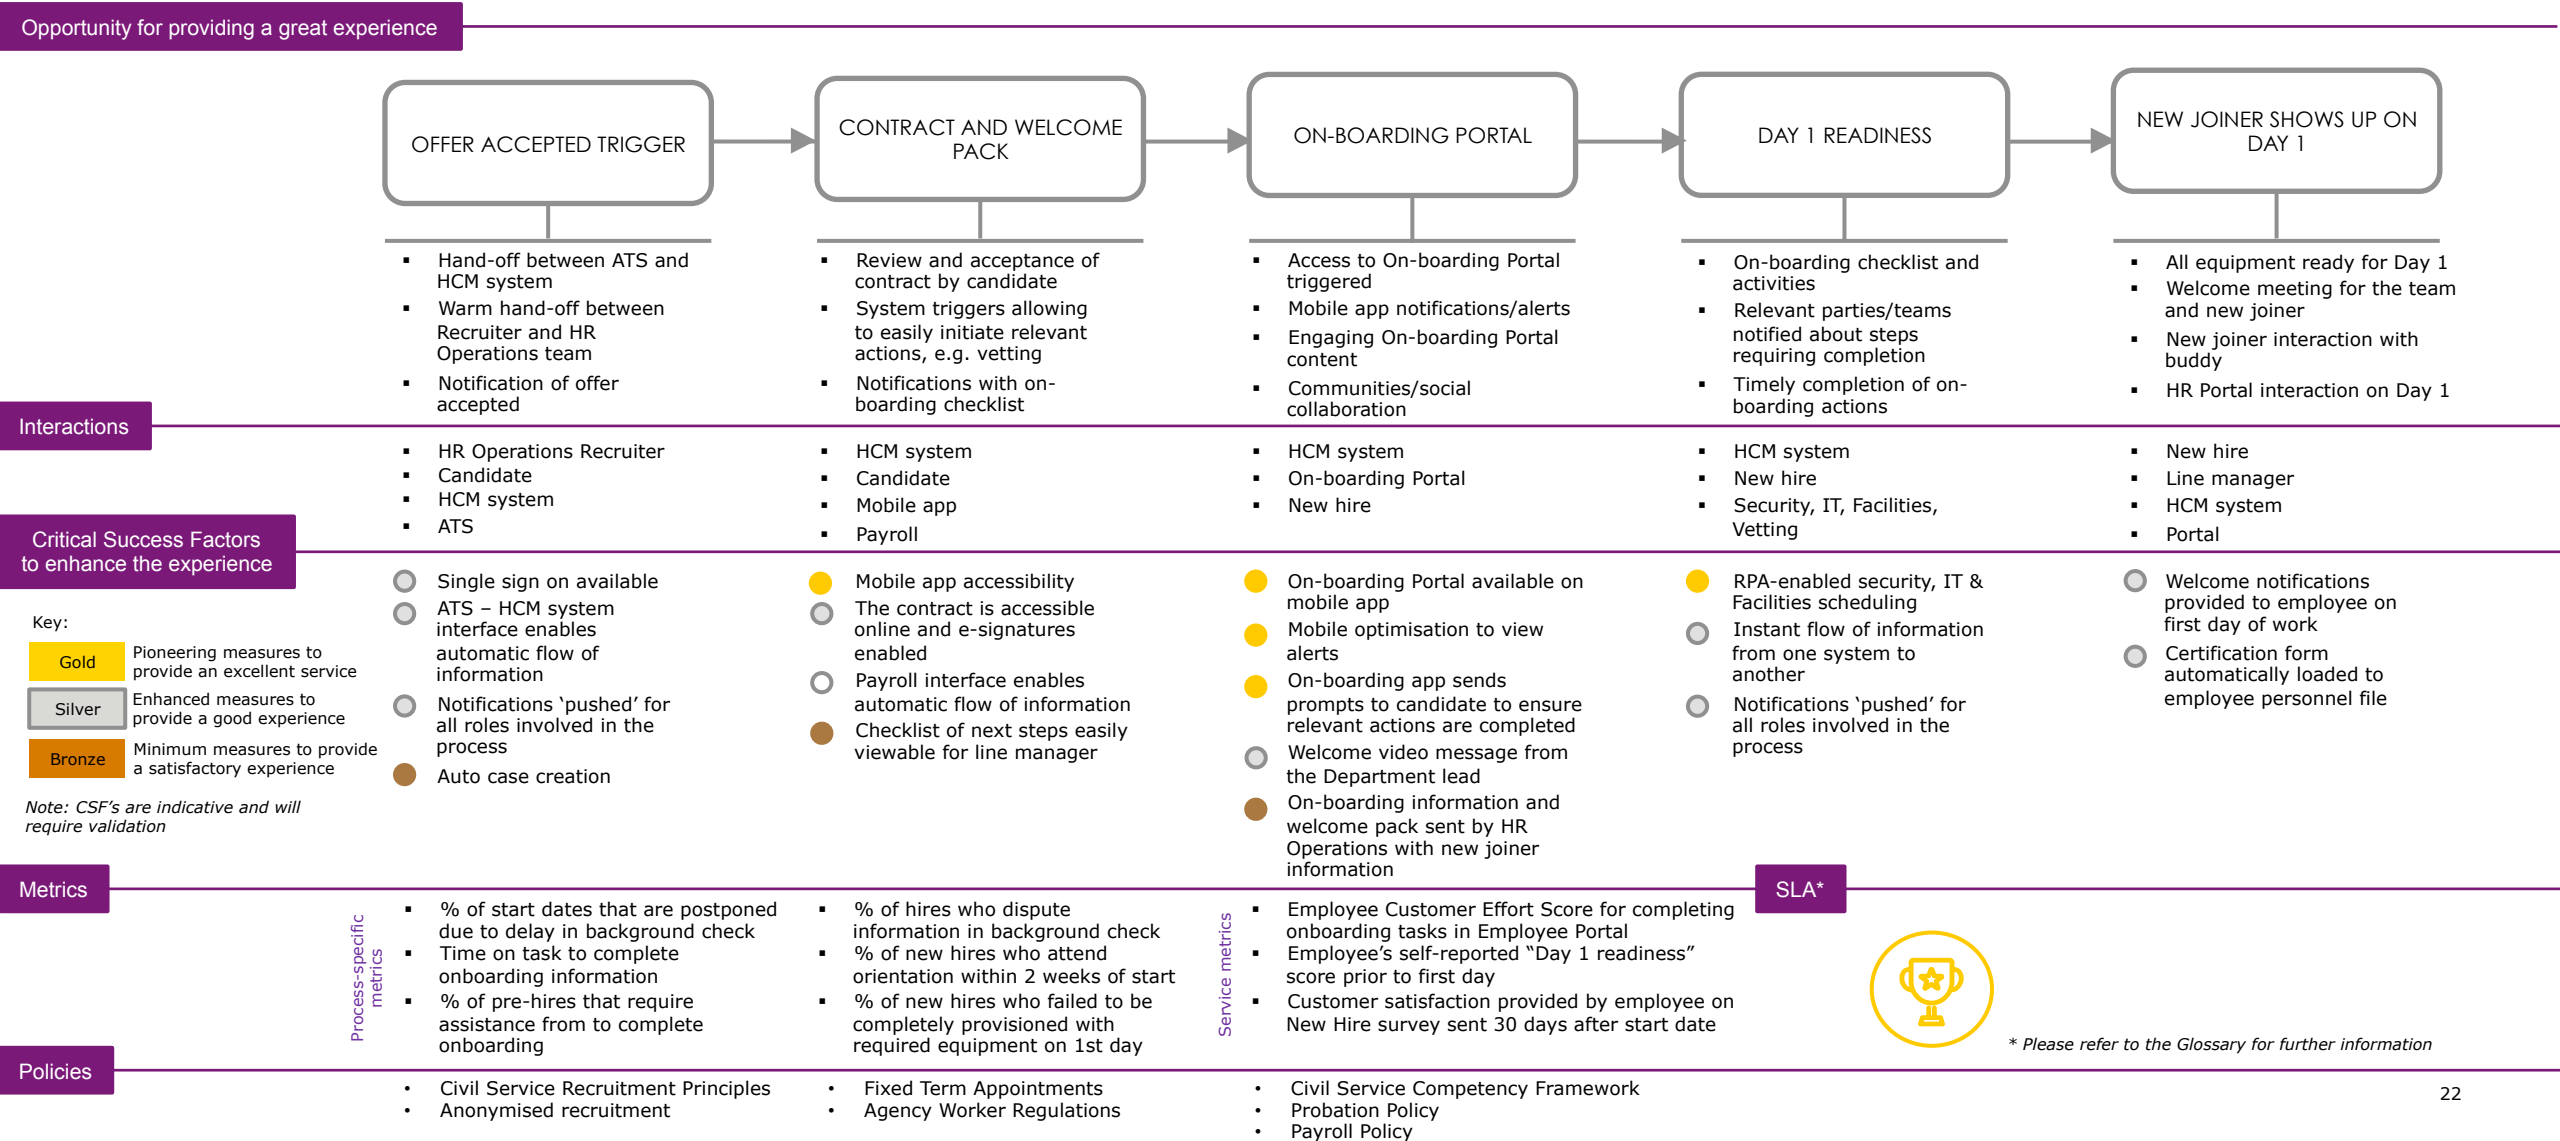 Opportunity for providing a great experience
OFFER ACCEPTED TRIGGER
CONTRACT AND WELCOME
PACK
ON-BOARDING PORTAL
DAY 1 READINESS
NEW JOINER SHOWS UP ON
DAY 1
▪ Hand-off between ATS and
HCM system
▪ Warm hand-off between
Recruiter and HR
Operations team
▪ Notification of offer
accepted
▪ Review and acceptance of
contract by candidate
▪ System triggers allowing
to easily initiate relevant
actions, e.g. vetting
▪ Notifications with on-
boarding checklist
▪ Access to On-boarding Portal
triggered
▪ Mobile app notifications/alerts
▪ Engaging On-boarding Portal
content
▪ Communities/social
collaboration
▪ On-boarding checklist and
activities
▪ Relevant parties/teams
notified about steps
requiring completion
▪ Timely completion of on-
boarding actions
▪ All equipment ready for Day 1
▪ Welcome meeting for the team
and new joiner
▪ New joiner interaction with
buddy
▪ HR Portal interaction on Day 1
Interactions
▪ HR Operations Recruiter
▪ Candidate
▪ HCM system
▪ ATS
▪ HCM system
▪ Candidate
▪ Mobile app
▪ Payroll
▪ HCM system
▪ On-boarding Portal
▪ New hire
▪ HCM system
▪ New hire
▪ Security, IT, Facilities,
Vetting
▪ New hire
▪ Line manager
▪ HCM system
▪ Portal
Critical Success Factors
to enhance the experience
Key:
Gold
Pioneering measures to
provide an excellent service
Silver
Enhanced measures to
provide a good experience
Bronze
Minimum measures to provide
a satisfactory experience
Note: CSF's are indicative and will
require validation
Single sign on available
ATS – HCM system
interface enables
automatic flow of
information
Notifications ‘pushed’ for
all roles involved in the
process
Auto case creation
Mobile app accessibility
The contract is accessible
online and e-signatures
enabled
Payroll interface enables
automatic flow of information
Checklist of next steps easily
viewable for line manager
On-boarding Portal available on
mobile app
Mobile optimisation to view
alerts
On-boarding app sends
prompts to candidate to ensure
relevant actions are completed
Welcome video message from
the Department lead
On-boarding information and
welcome pack sent by HR
Operations with new joiner
information
RPA-enabled security, IT &
Facilities scheduling
Instant flow of information
from one system to
another
Notifications ‘pushed’ for
all roles involved in the
process
Welcome notifications
provided to employee on
first day of work
Certification form
automatically loaded to
employee personnel file
Metrics
Process-specific
metrics
▪ % of start dates that are postponed
due to delay in background check
▪ Time on task to complete
onboarding information
▪ % of pre-hires that require
assistance from to complete
onboarding
▪ % of hires who dispute
information in background check
▪ % of new hires who attend
orientation within 2 weeks of start
▪ % of new hires who failed to be
completely provisioned with
required equipment on 1st day
Service metrics
▪ Employee Customer Effort Score for completing
onboarding tasks in Employee Portal
▪ Employee’s self-reported “Day 1 readiness”
score prior to first day
▪ Customer satisfaction provided by employee on
New Hire survey sent 30 days after start date
SLA*
* Please refer to the Glossary for further information
Policies
• Civil Service Recruitment Principles
• Anonymised recruitment
• Fixed Term Appointments
• Agency Worker Regulations
• Civil Service Competency Framework
• Probation Policy
• Payroll Policy
22